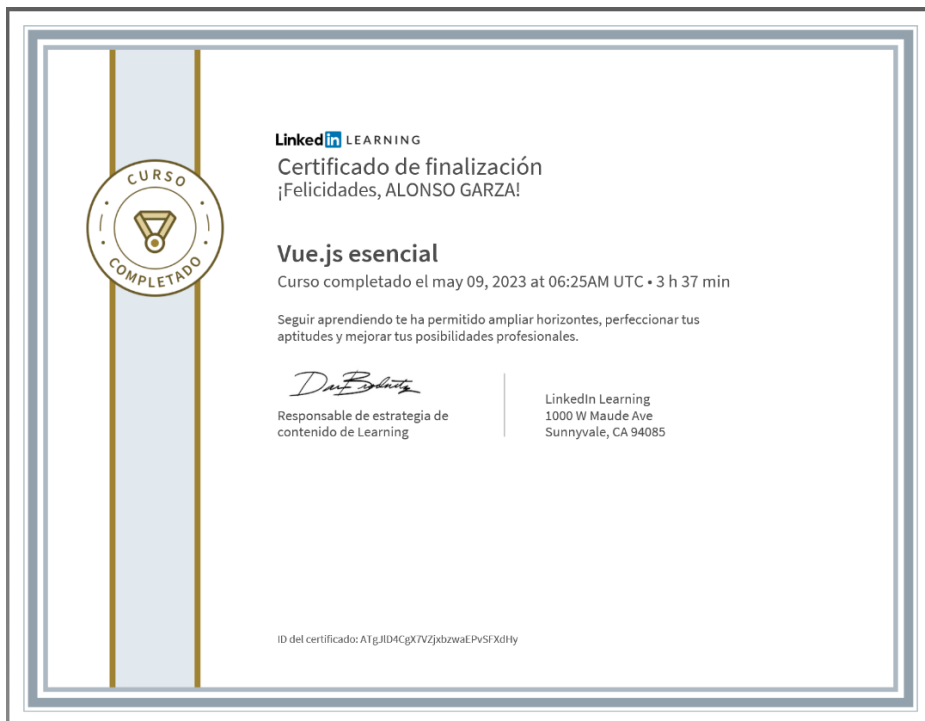 CURSO
COMPLETADO
Linked in LEARNING
Certificado de finalización
¡Felicidades, ALONSO GARZA!
Vue.js esencial
Curso completado el may 09, 2023 at 06:25AM UTC • 3 h 37 min
Seguir aprendiendo te ha permitido ampliar horizontes, perfeccionar tus
aptitudes y mejorar tus posibilidades profesionales.
Responsable de estrategia de
contenido de Learning
LinkedIn Learning
1000 W Maude Ave
Sunnyvale, CA 94085
ID del certificado: ATgJlD4CgX7VZjxbzwaEPvSFXdHy